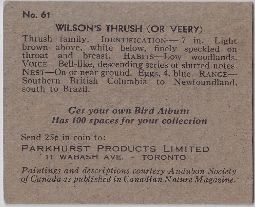 No. 61
WILSON'S THRUSH (OR VEERY)
Thrush family. IDENTIFICATION—7 in. Light
brown above, white below, finely speckled on
throat and breast. HABITS—Low woodlands.
VOICE—Bell-like, descending series of slurred notes.
NEST—On or near ground. Eggs, 4, blue. RANGE—
Southern British Columbia to Newfoundland,
south to Brazil.
Get your own Bird Album
Has 100 spaces for your collection
Send 25¢ in coin to:
PARKHURST PRODUCTS LIMITED
11 WABASH AVE. - TORONTO
Paintings and descriptions courtesy Audubon Society
of Canada as published in Canadian Nature Magazine.